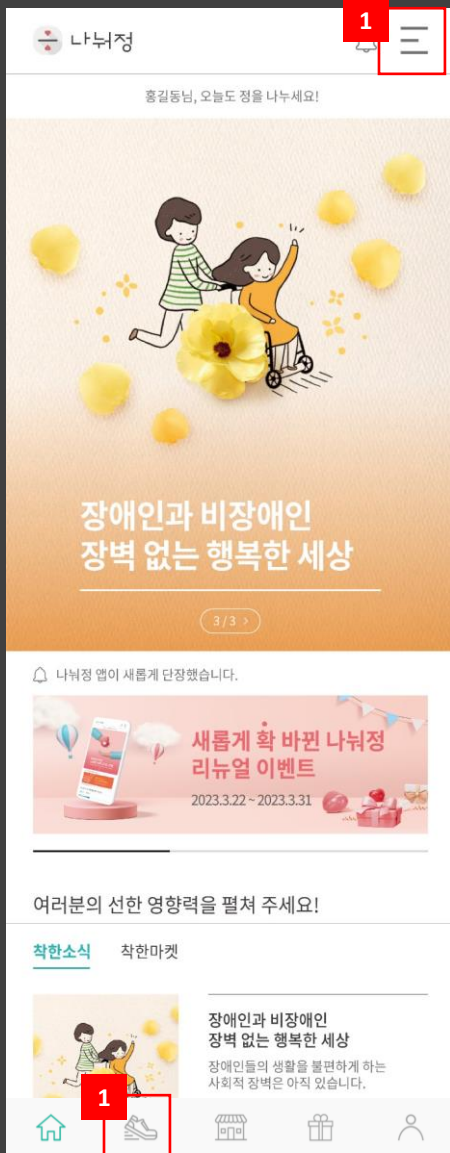 1
나눠정
홍길동님, 오늘도 정을 나누세요!
장애인과 비장애인
장벽 없는 행복한 세상
3/3 >
나눠정 앱이 새롭게 단장했습니다.
새롭게 확 바뀐 나눠정
리뉴얼 이벤트
2023.3.22 ~ 2023.3.31
여러분의 선한 영향력을 펼쳐 주세요!
착한소식 착한마켓
장애인과 비장애인
장벽 없는 행복한 세상
장애인들의 생활을 불편하게 하는
사회적 장벽은 아직 있습니다.
1